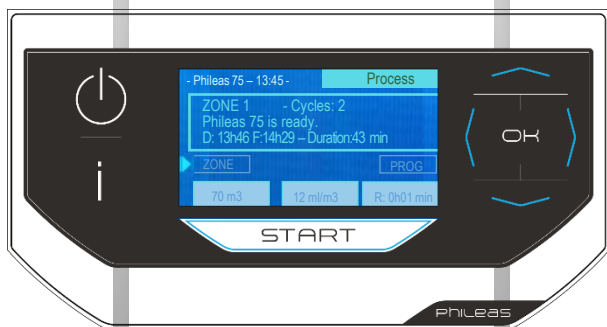 - Phileas 75 – 13:45 -
Process
ZONE 1 - Cycles: 2
Phileas 75 is ready.
D: 13h46 F:14h29 – Duration:43 min
ZONE
PROG
70 m3
12 ml/m3
R: 0h01 min
i
OK
START
PHILEAS